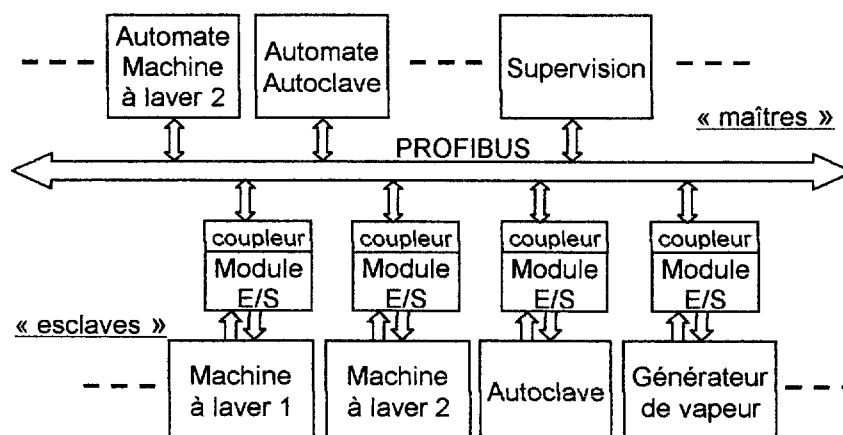 Automate
Machine
à laver 2
Automate
Autoclave
Supervision
« maîtres »
PROFIBUS
coupleur
Module
E/S
coupleur
Module
E/S
coupleur
Module
E/S
coupleur
Module
E/S
« esclaves »
Machine
à laver 1
Machine
à laver 2
Autoclave
Générateur
de vapeur